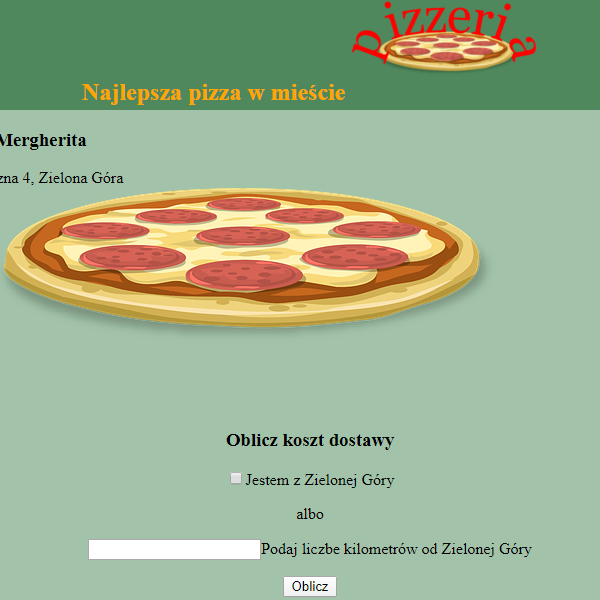 pizzeria
Najlepsza pizza w mieście
Mergherita
zna 4, Zielona Góra
Oblicz koszt dostawy
Jestem z Zielonej Góry
albo
Podaj liczbe kilometrów od Zielonej Góry
Oblicz